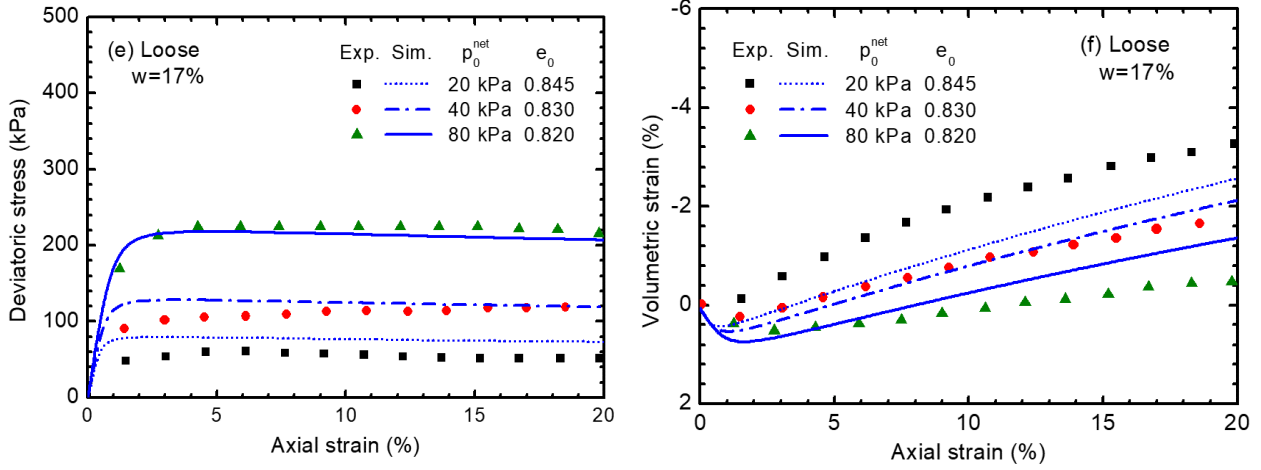 500
400
300
200
100
0
Deviatoric stress (kPa)
(e) Loose
w=17%
Exp. Sim. p₀ⁿᵉᵗ e₀
20 kPa 0.845
40 kPa 0.830
80 kPa 0.820
0 5 10 15 20
Axial strain (%)
-6
-4
-2
0
2
Volumetric strain (%)
(f) Loose
w=17%
Exp. Sim. p₀ⁿᵉᵗ e₀
20 kPa 0.845
40 kPa 0.830
80 kPa 0.820
0 5 10 15 20
Axial strain (%)